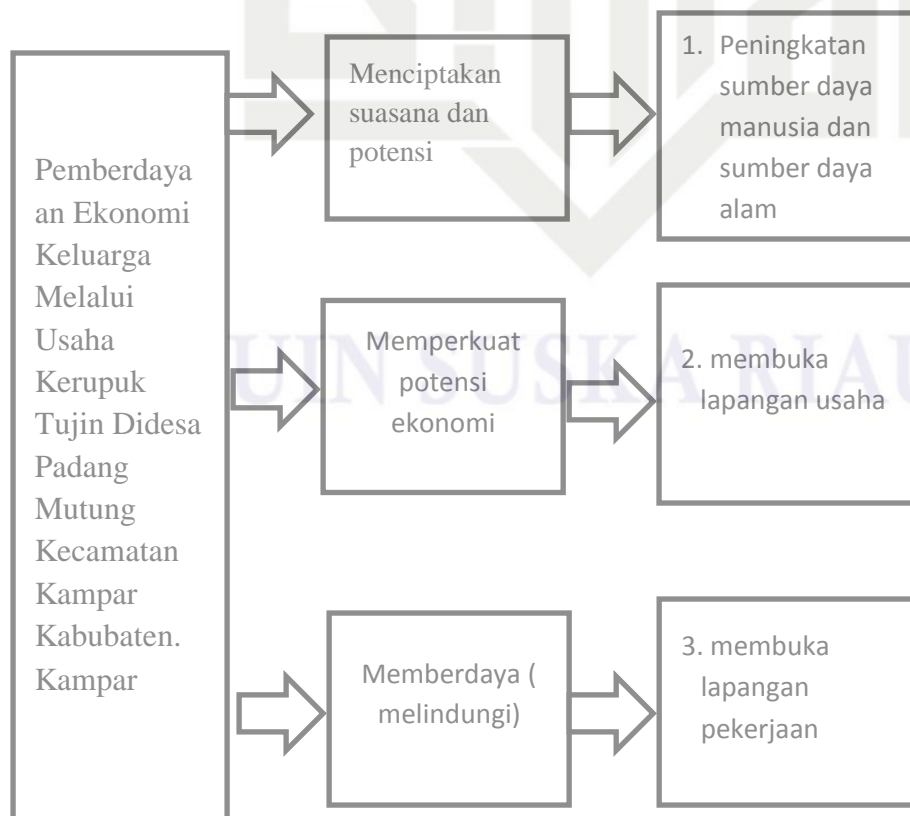 Pemberdaya
an Ekonomi
Keluarga
Melalui
Usaha
Kerupuk
Tujin Didesa
Padang
Mutung
Kecamatan
Kampar
Kabubaten.
Kampar
Menciptakan
suasana dan
potensi
1. Peningkatan
sumber daya
manusia dan
sumber daya
alam
Memperkuat
potensi
ekonomi
2. membuka
lapangan usaha
Memberdaya (
melindungi)
3. membuka
lapangan
pekerjaan
UIN SUSKA RIAU